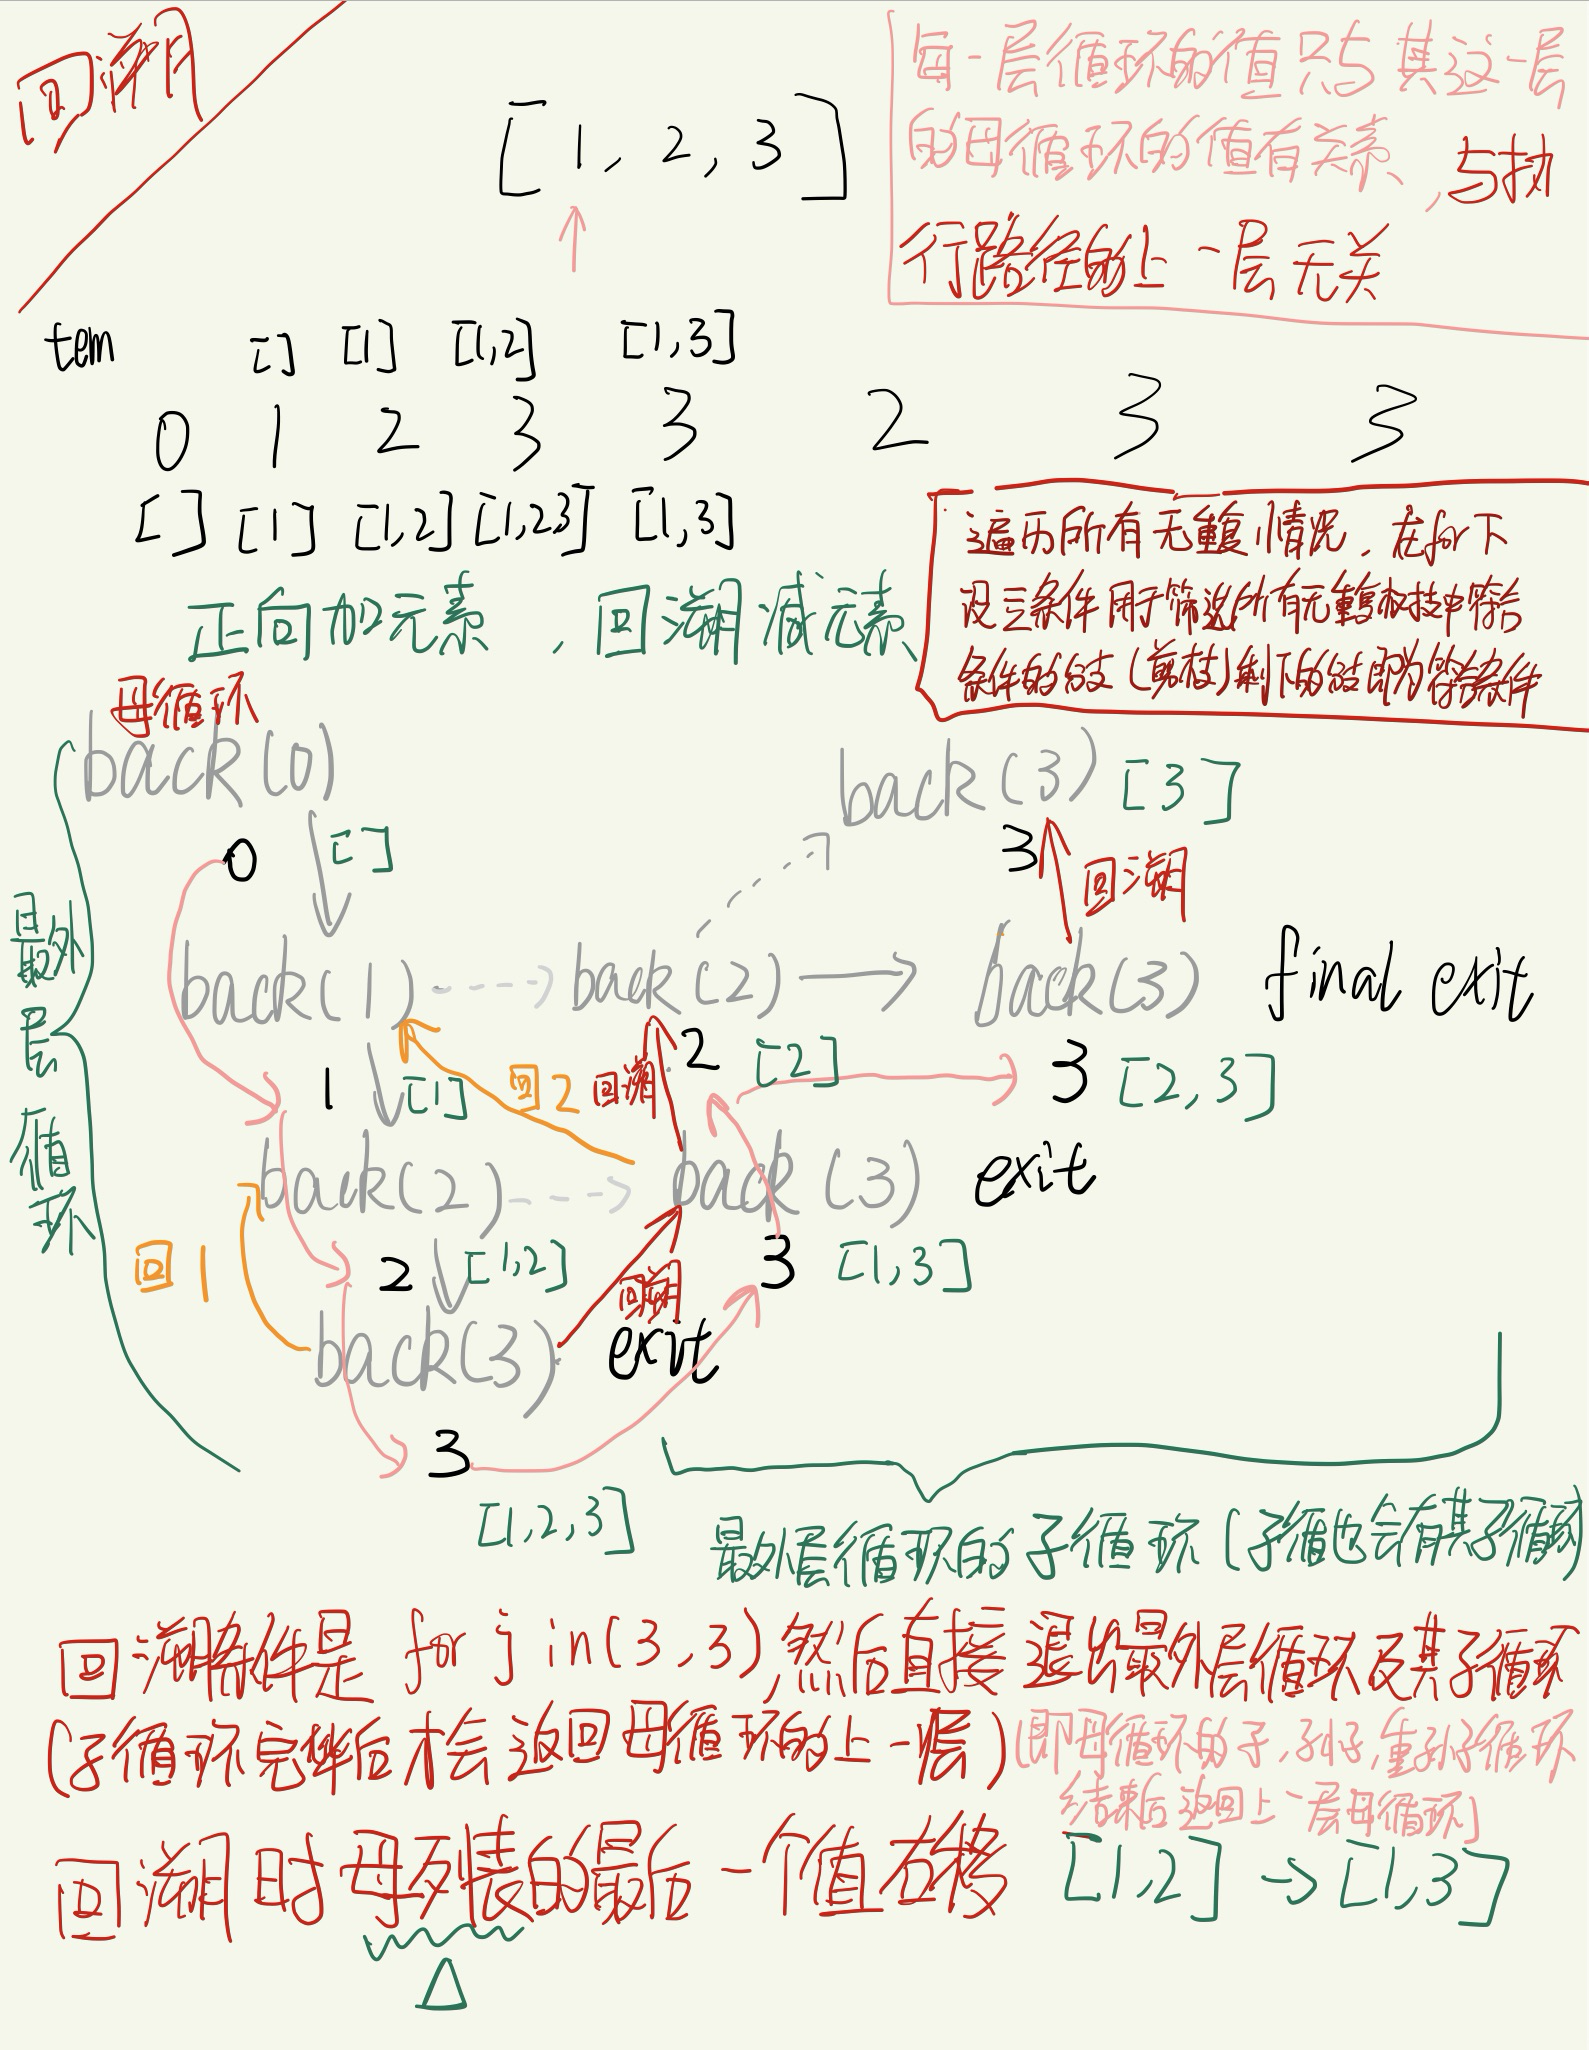 回溯
[1, 2, 3]
每一层循环的值只与其这一层
的母循环的值有关系, 与执
行路径的上一层无关
tem [] [1] [1,2] [1,3]
0 1 2 3 3 2 3 3
[] [1] [1,2] [1,2,3] [1,3]
遍历所有无重复情况, 在for下
设立条件用于筛选所有无重复枝中符合
条件的分支(剪枝)剩下的即为符合条件
正向加元素, 回溯减元素
母循环
back(0)
0 []
back(3) [3]
3
回溯
back(1) back(2) back(3) final exit
1 [1]
回2
回溯
2 [2]
3 [2,3]
back(2) back(3) exit
回1
2 [1,2]
回溯
3 [1,3]
back(3) exit
3
[1,2,3]
最外层循环
最外层循环的子循环(子循也会有其子循环)
回溯条件是 for j in(3,3), 然后直接退出最外层循环及其子循环
(子循环完毕后才会返回母循环的上一层)
(即母循环的子,孙子,重孙子循环
结束后返回上一层母循环)
回溯时母列表的最后一个值右移 [1,2] → [1,3]